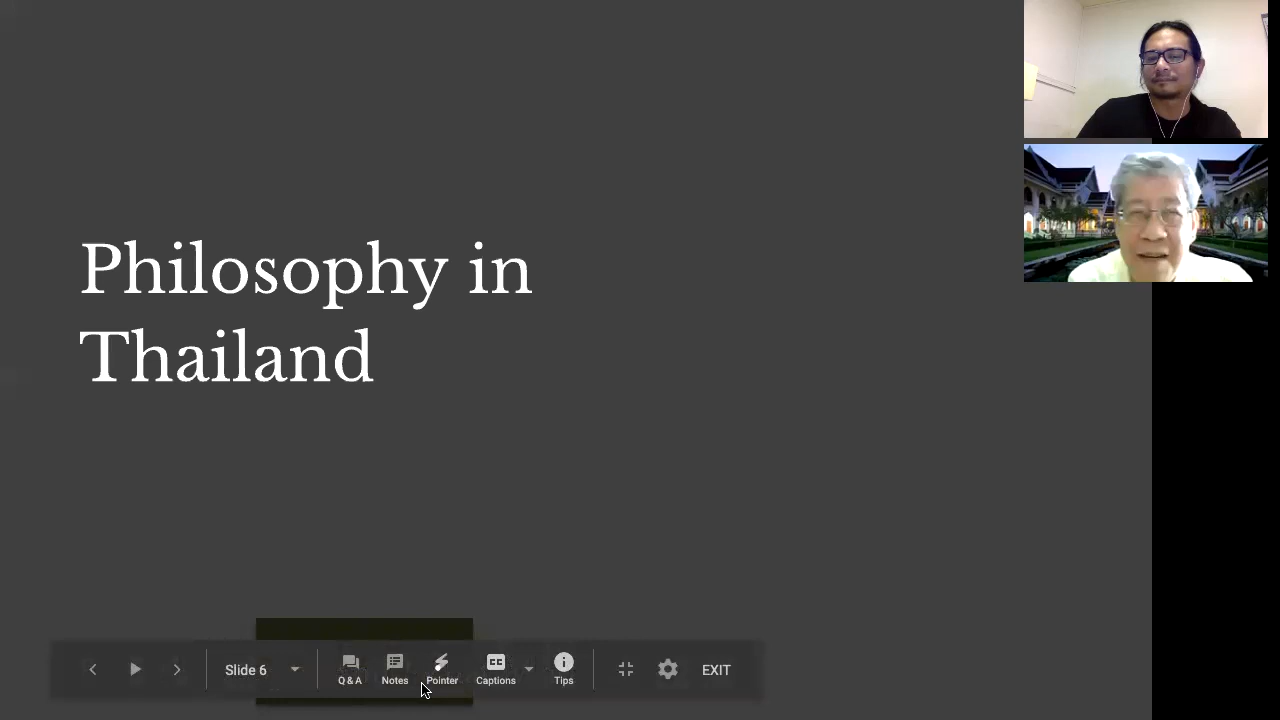 Philosophy in
Thailand
Slide 6
Q & A
Notes
Pointer
Captions
Tips
EXIT